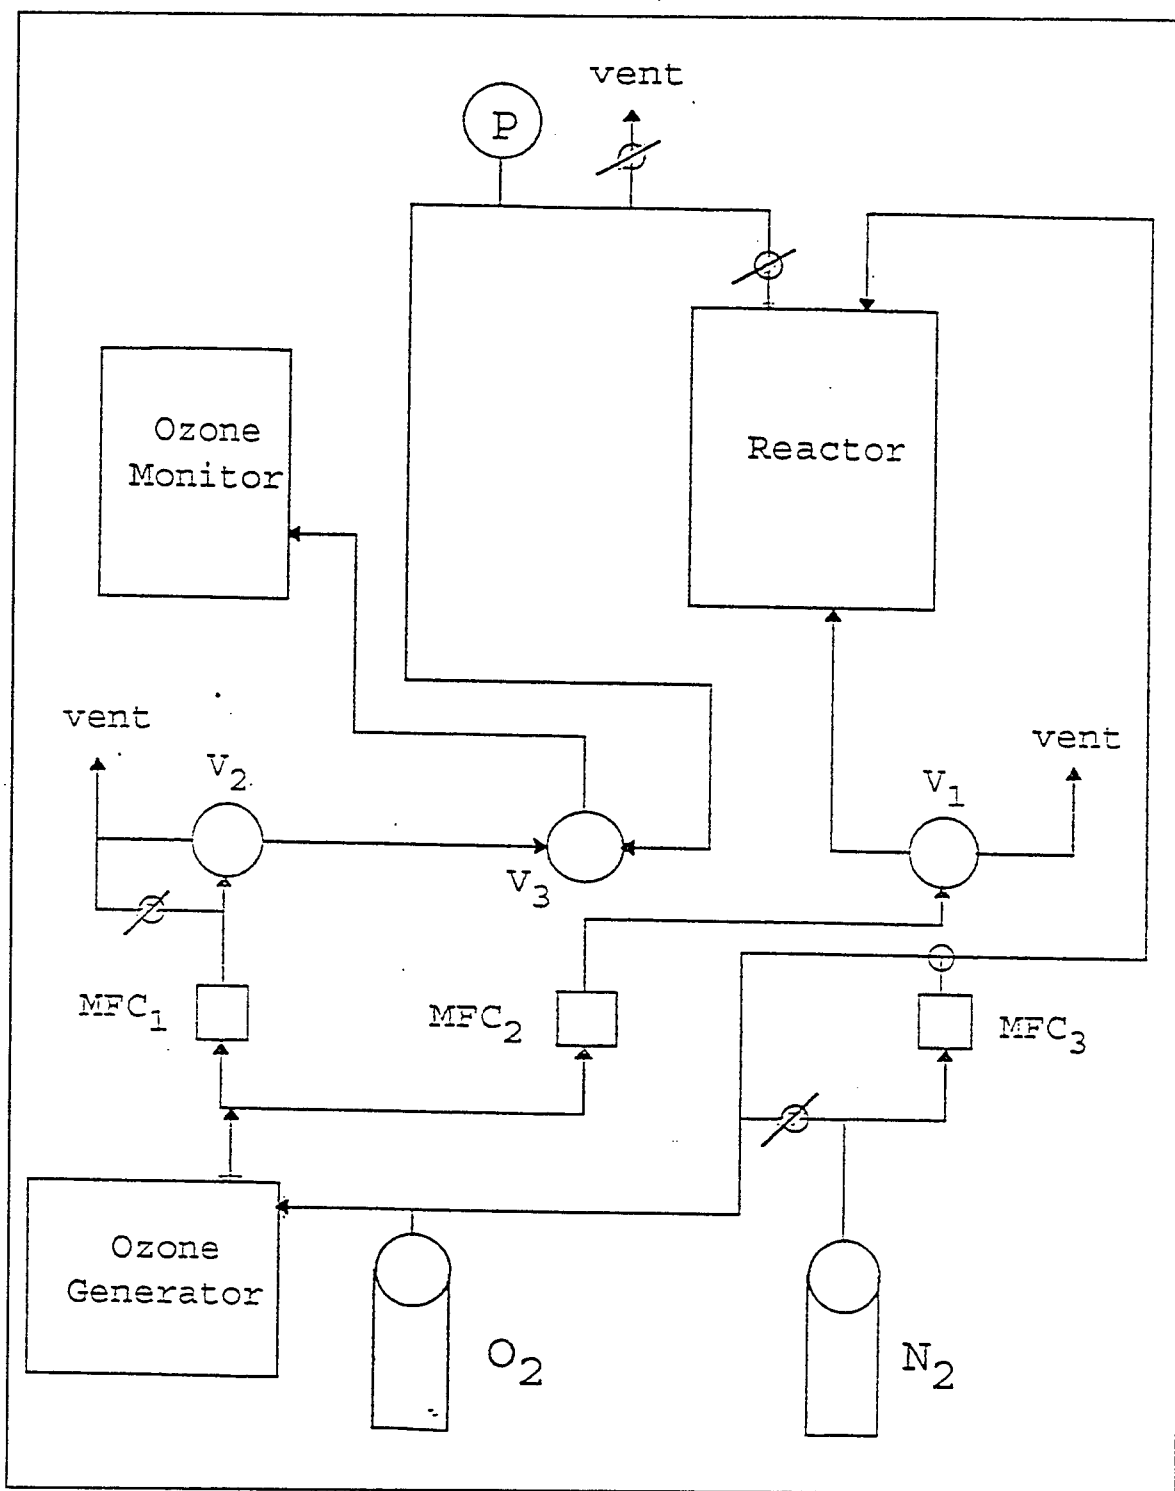 vent
P
Ozone
Monitor
Reactor
vent
V2
vent
V1
V3
MFC1
MFC2
MFC3
Ozone
Generator
O2
N2